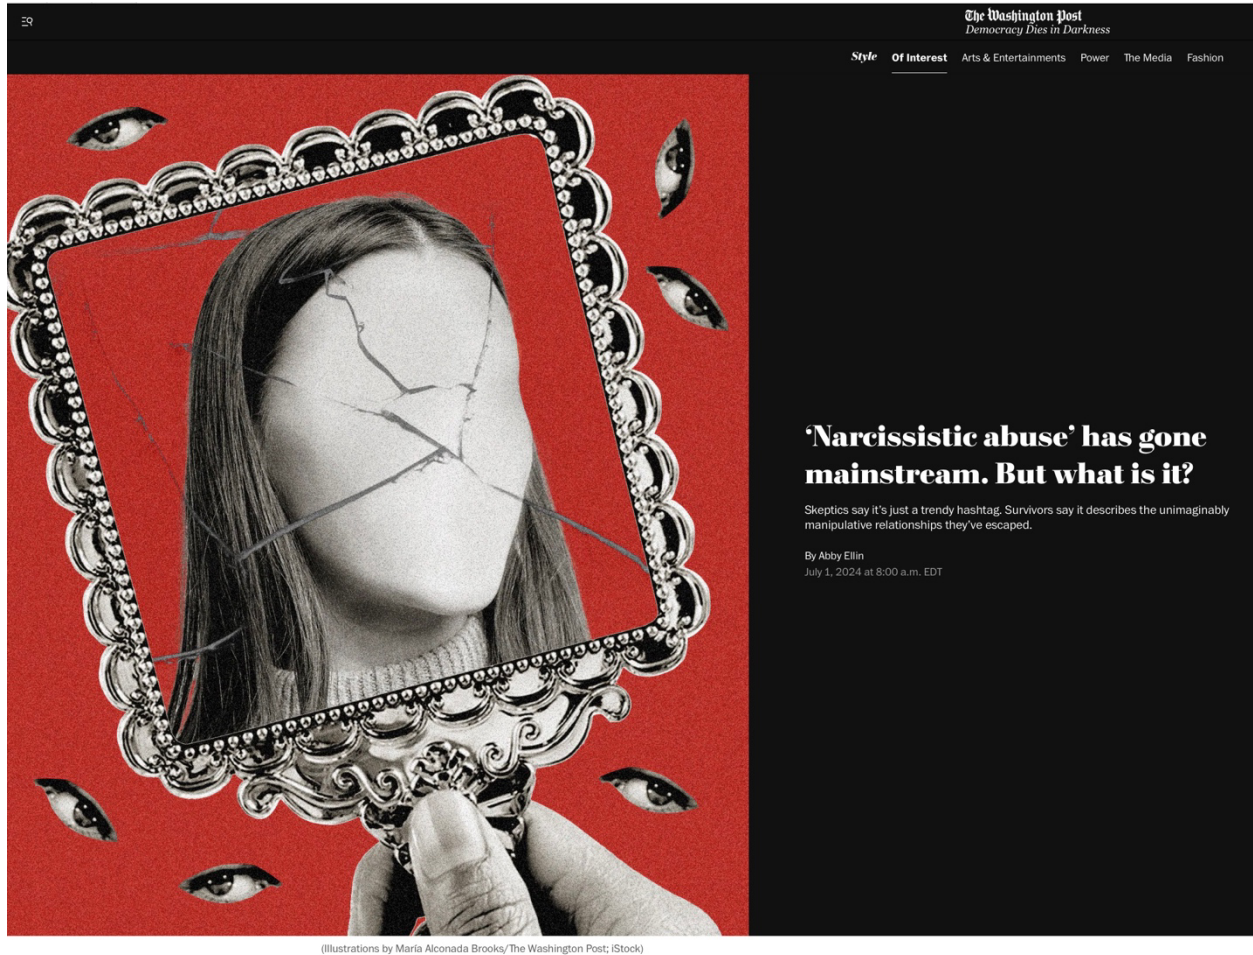 The Washington Post
Democracy Dies in Darkness
Style Of Interest Arts & Entertainments Power The Media Fashion
‘Narcissistic abuse’ has gone
mainstream. But what is it?
Skeptics say it’s just a trendy hashtag. Survivors say it describes the unimaginably
manipulative relationships they’ve escaped.
By Abby Ellin
July 1, 2024 at 8:00 a.m. EDT
(Illustrations by María Alconada Brooks/The Washington Post; iStock)